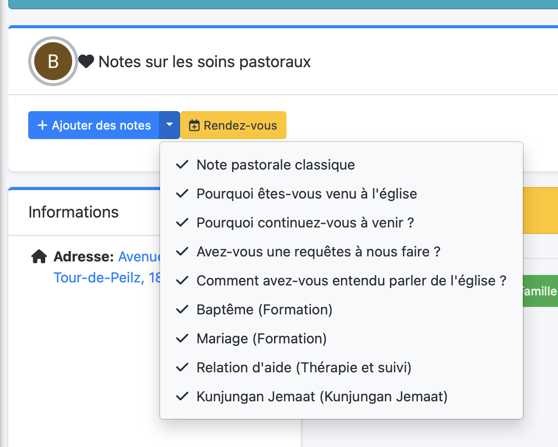 B
Notes sur les soins pastoraux
+ Ajouter des notes
Rendez-vous
Note pastorale classique
Pourquoi êtes-vous venu à l'église
Pourquoi continuez-vous à venir ?
Avez-vous une requêtes à nous faire ?
Comment avez-vous entendu parler de l'église ?
Baptême (Formation)
Mariage (Formation)
Relation d'aide (Thérapie et suivi)
Kunjungan Jemaat (Kunjungan Jemaat)
Informations
Adresse: Avenue
Tour-de-Peilz, 18
Famille